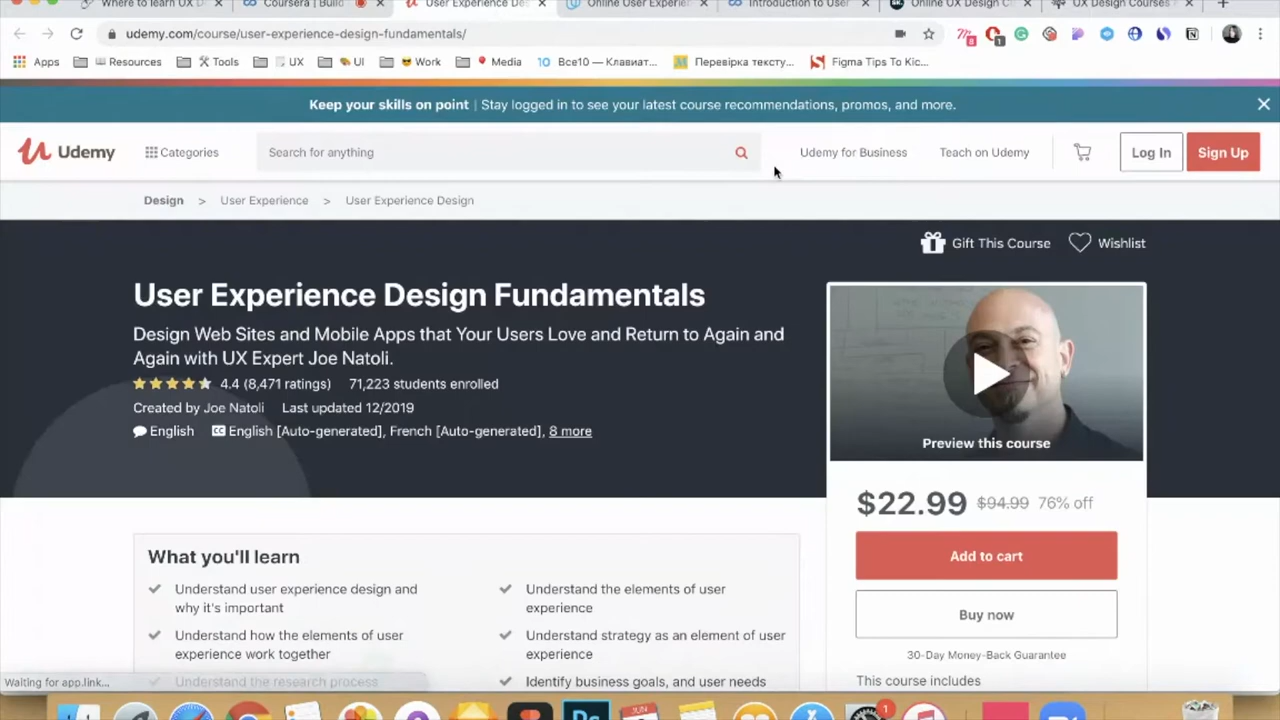 Where to learn UX D
Coursera | Build
User Experience Des
Online User Experien
Introduction to User
Online UX Design C
UX Design Courses
udemy.com/course/user-experience-design-fundamentals/
Apps Resources Tools UX UI Work Media Все10 — Клавиат... Перевірка тексту... Figma Tips To Kic...
Keep your skills on point | Stay logged in to see your latest course recommendations, promos, and more.
Udemy Categories Search for anything Udemy for Business Teach on Udemy Log In Sign Up
Design > User Experience > User Experience Design
Gift This Course Wishlist
User Experience Design Fundamentals
Design Web Sites and Mobile Apps that Your Users Love and Return to Again and
Again with UX Expert Joe Natoli.
4.4 (8,471 ratings) 71,223 students enrolled
Created by Joe Natoli Last updated 12/2019
English English [Auto-generated], French [Auto-generated], 8 more
Preview this course
$22.99 $94.99 76% off
Add to cart
Buy now
30-Day Money-Back Guarantee
This course includes
What you'll learn
Understand user experience design and
why it's important
Understand how the elements of user
experience work together
Understand the research process
Understand the elements of user
experience
Understand strategy as an element of user
experience
Identify business goals, and user needs
Waiting for app.link...